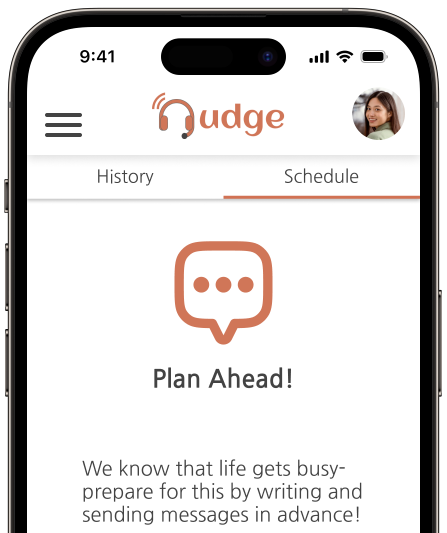 9:41
nudge
History Schedule
Plan Ahead!
We know that life gets busy-
prepare for this by writing and
sending messages in advance!